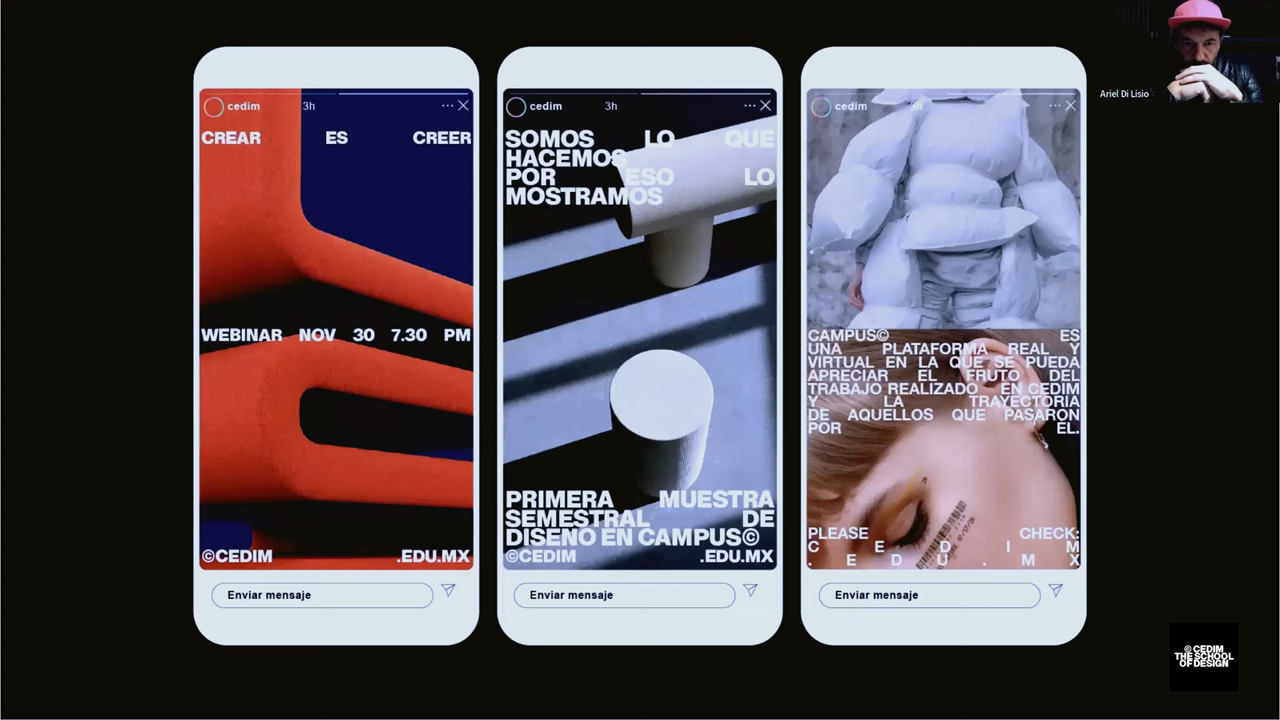 cedim 3h
CREAR ES CREER
WEBINAR NOV 30 7.30 PM
©CEDIM .EDU.MX
Enviar mensaje
cedim 3h
SOMOS LO QUE
HACEMOS
POR ESO LO
MOSTRAMOS
PRIMERA MUESTRA
SEMESTRAL DE
DISENO EN CAMPUS©
©CEDIM .EDU.MX
Enviar mensaje
cedim
CAMPUS© ES
UNA PLATAFORMA REAL Y
VIRTUAL EN LA QUE SE PUEDA
APRECIAR EL FRUTO DEL
TRABAJO REALIZADO EN CEDIM
Y LA TRAYECTORIA
DE AQUELLOS QUE PASARON
POR EL.
PLEASE CHECK:
C E D I M
. E D U . M X
Enviar mensaje
Ariel Di Lisio
© CEDIM
THE SCHOOL
OF DESIGN